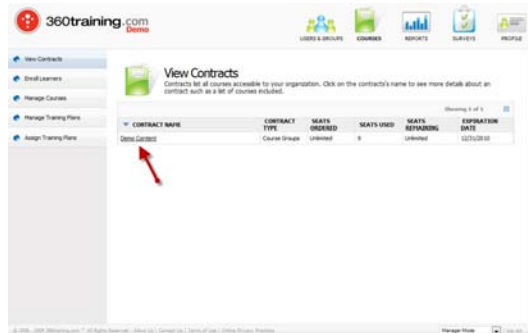 360training.com
Demo
USERS & GROUPS
COURSES
REPORTS
SURVEYS
PROFILE
View Contracts
Enroll Learners
Manage Courses
Manage Training Plans
Assign Training Plans
View Contracts
Contracts list all courses accessible to your organization. Click on the contracts's name to see more details about an
contract such as a list of courses included.
Showing 1 of 1
CONTRACT NAME CONTRACT TYPE SEATS ORDERED SEATS USED SEATS REMAINING EXPIRATION DATE
Demo Content Course Groups Unlimited 9 Unlimited 12/31/2010
Manager Mode